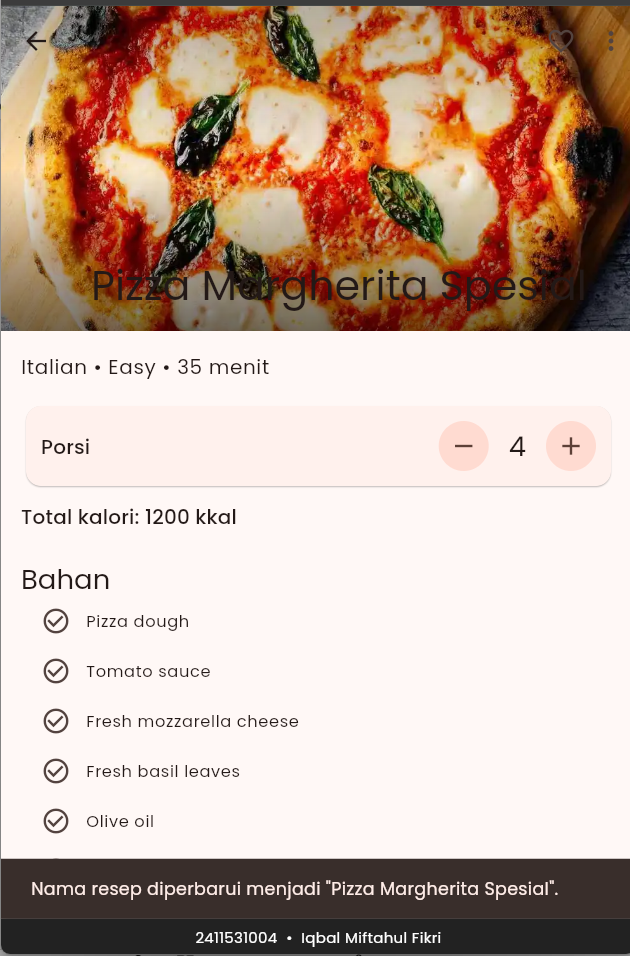 Pizza Margherita Spesial
Italian • Easy • 35 menit
Porsi
4
Total kalori: 1200 kkal
Bahan
Pizza dough
Tomato sauce
Fresh mozzarella cheese
Fresh basil leaves
Olive oil
Nama resep diperbarui menjadi "Pizza Margherita Spesial".
2411531004 • Iqbal Miftahul Fikri